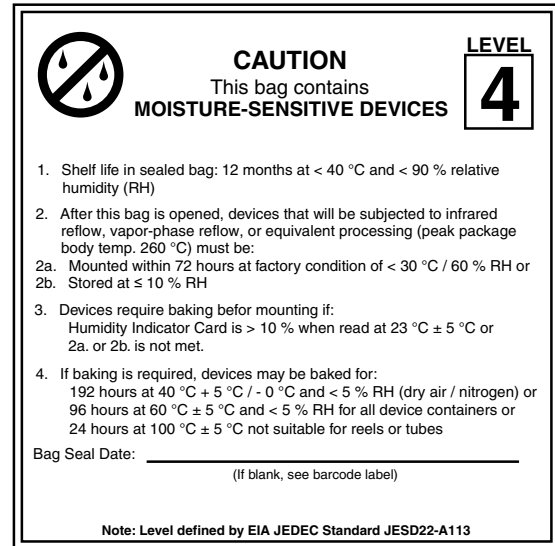 CAUTION
This bag contains
MOISTURE-SENSITIVE DEVICES
LEVEL
4
1. Shelf life in sealed bag: 12 months at < 40 °C and < 90 % relative
humidity (RH)
2. After this bag is opened, devices that will be subjected to infrared
reflow, vapor-phase reflow, or equivalent processing (peak package
body temp. 260 °C) must be:
2a. Mounted within 72 hours at factory condition of < 30 °C / 60 % RH or
2b. Stored at ≤ 10 % RH
3. Devices require baking befor mounting if:
Humidity Indicator Card is > 10 % when read at 23 °C ± 5 °C or
2a. or 2b. is not met.
4. If baking is required, devices may be baked for:
192 hours at 40 °C + 5 °C / - 0 °C and < 5 % RH (dry air / nitrogen) or
96 hours at 60 °C ± 5 °C and < 5 % RH for all device containers or
24 hours at 100 °C ± 5 °C not suitable for reels or tubes
Bag Seal Date:
(If blank, see barcode label)
Note: Level defined by EIA JEDEC Standard JESD22-A113